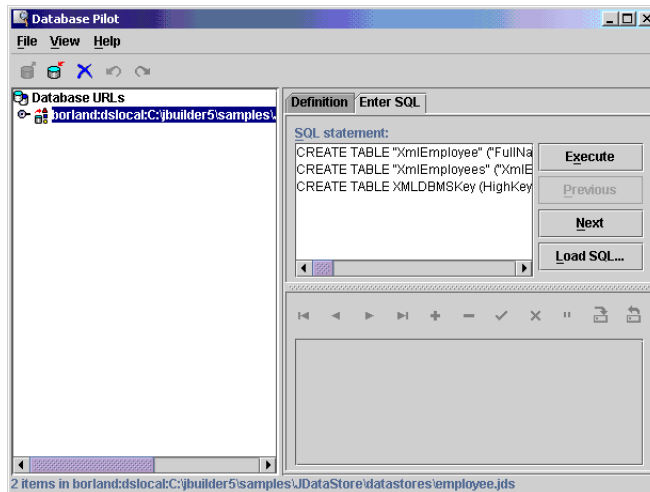 Database Pilot
File View Help
Database URLs
borland:dslocal:C:\jbuilder5\samples\
Definition Enter SQL
SQL statement:
CREATE TABLE "XmlEmployee" ("FullNa
CREATE TABLE "XmlEmployees" ("XmlE
CREATE TABLE XMLDBMSKey (HighKey
Execute
Previous
Next
Load SQL...
2 items in borland:dslocal:C:\jbuilder5\samples\JDataStore\datastores\employee.jds